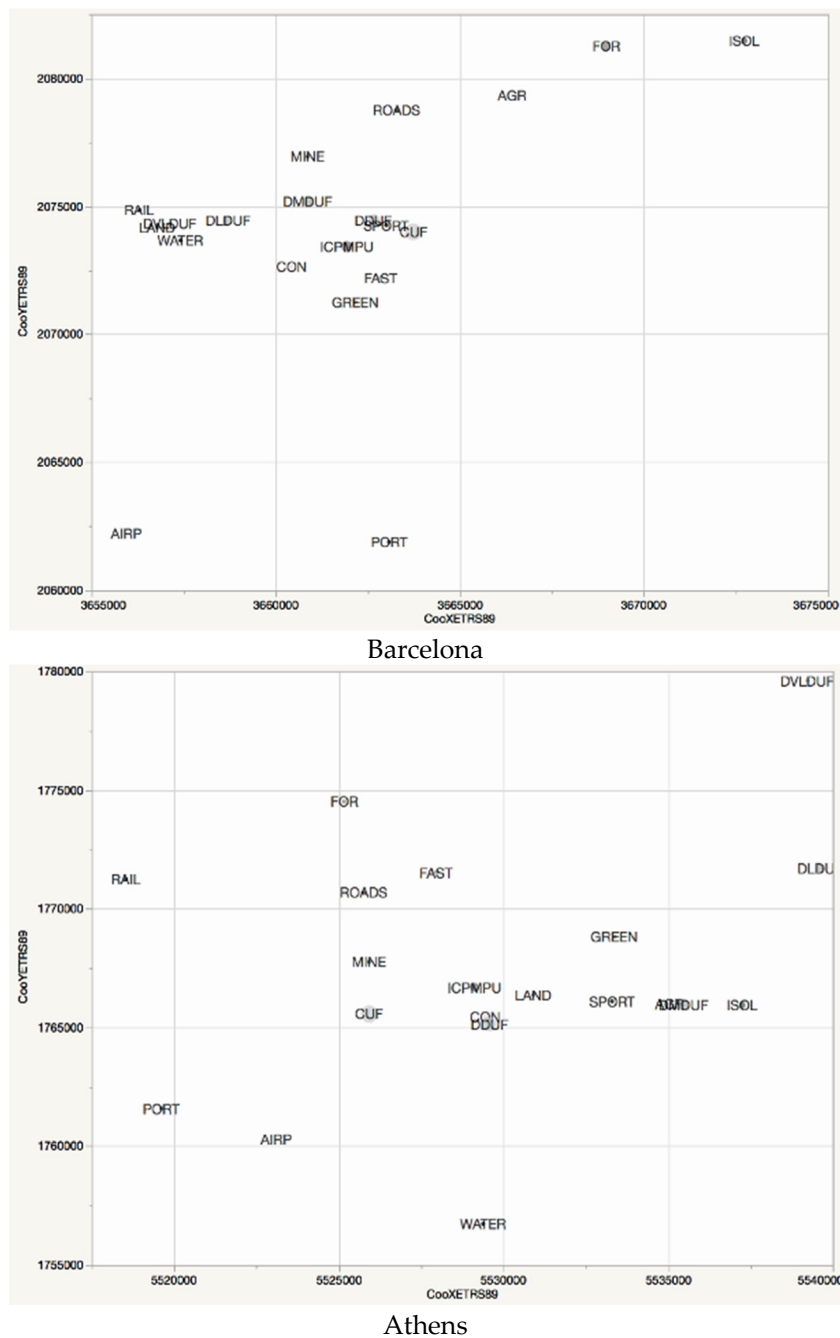 ISOL
FOR
2080000
AGR
ROADS
MINE
DMDUF
2075000
RAIL
DVLDUF
DLDUF
DDUF
LAND
SPORT
CUF
WATER
ICPMPU
CON
FAST
GREEN
CooYETRS89
2070000
2065000
AIRP
PORT
2060000
3655000 3660000 3665000 3670000 3675000
CooXETRS89
Barcelona
1780000
DVLDUF
1775000
FOR
FAST
DLDU
RAIL
ROADS
1770000
GREEN
CooYETRS89
MINE
ICPMPU
LAND
SPORT
DMDUF
ISOL
CUF
CON
DDUF
1765000
PORT
AIRP
1760000
WATER
1755000
5520000 5525000 5530000 5535000 5540000
CooXETRS89
Athens